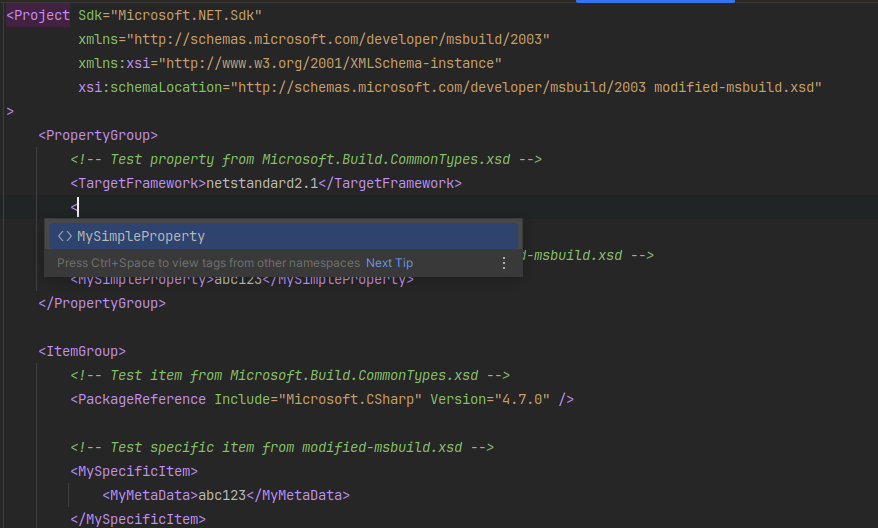 <Project Sdk="Microsoft.NET.Sdk"
xmlns="http://schemas.microsoft.com/developer/msbuild/2003"
xmlns:xsi="http://www.w3.org/2001/XMLSchema-instance"
xsi:schemaLocation="http://schemas.microsoft.com/developer/msbuild/2003 modified-msbuild.xsd"
>
<PropertyGroup>
<!-- Test property from Microsoft.Build.CommonTypes.xsd -->
<TargetFramework>netstandard2.1</TargetFramework>
<
<> MySimpleProperty
d-msbuild.xsd -->
Press Ctrl+Space to view tags from other namespaces Next Tip
<MySimpleProperty>abc123</MySimpleProperty>
</PropertyGroup>
<ItemGroup>
<!-- Test item from Microsoft.Build.CommonTypes.xsd -->
<PackageReference Include="Microsoft.CSharp" Version="4.7.0" />
<!-- Test specific item from modified-msbuild.xsd -->
<MySpecificItem>
<MyMetaData>abc123</MyMetaData>
</MySpecificItem>